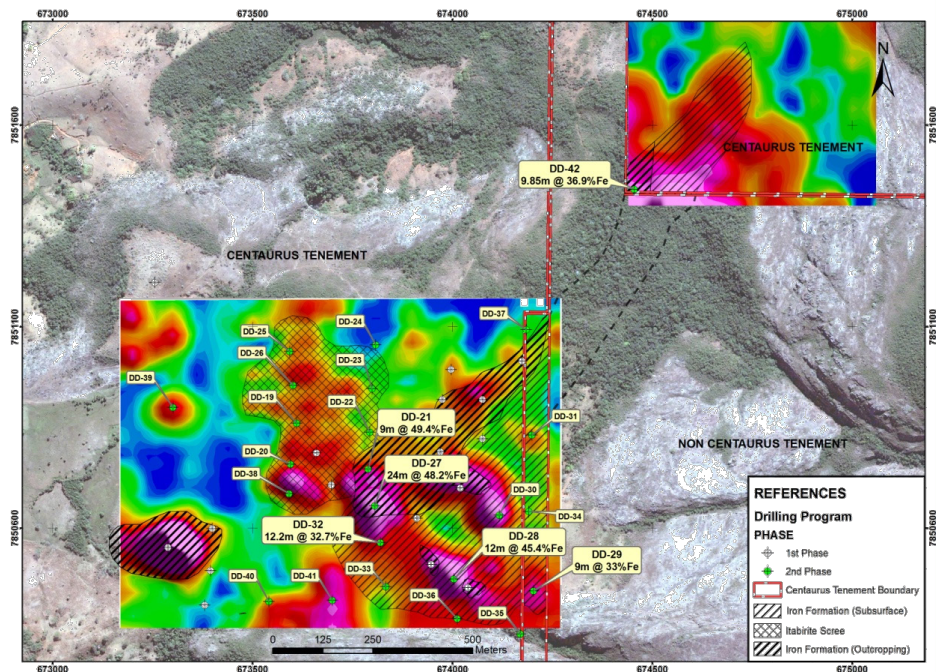 673000
673500
674000
674500
675000
7851600
7851600
N
CENTAURUS TENEMENT
DD-42
9.85m @ 36.9%Fe
CENTAURUS TENEMENT
7851100
7851100
DD-37
DD-24
DD-25
DD-26
DD-23
DD-39
DD-19
DD-22
DD-21
9m @ 49.4%Fe
DD-31
NON CENTAURUS TENEMENT
DD-20
DD-38
DD-27
24m @ 48.2%Fe
DD-30
DD-34
DD-32
12.2m @ 32.7%Fe
DD-28
12m @ 45.4%Fe
DD-29
9m @ 33%Fe
7850600
7850600
DD-33
DD-40
DD-41
DD-36
DD-35
REFERENCES
Drilling Program
PHASE
1st Phase
2nd Phase
Centaurus Tenement Boundary
Iron Formation (Subsurface)
Itabirite Scree
Iron Formation (Outcropping)
0 125 250 500
Meters
673000
673500
674000
674500
675000